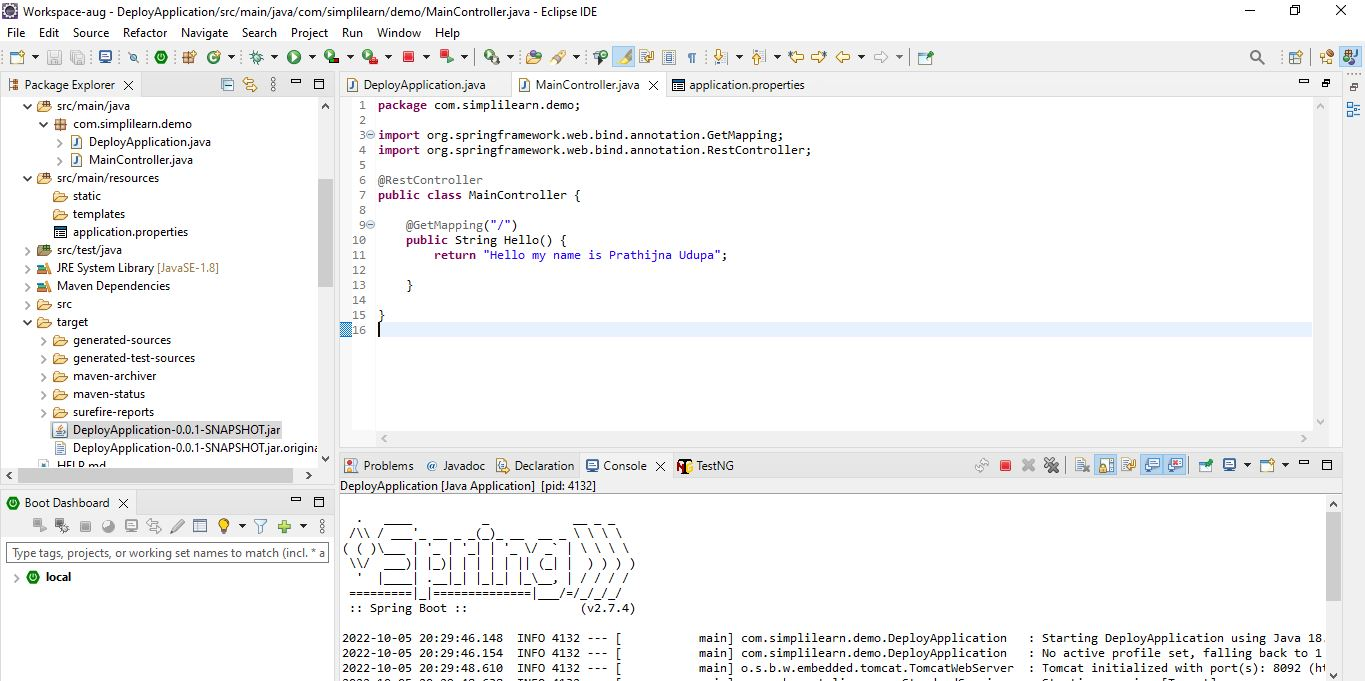 Workspace-aug - DeployApplication/src/main/java/com/simplilearn/demo/MainController.java - Eclipse IDE
File Edit Source Refactor Navigate Search Project Run Window Help
Package Explorer
src/main/java
com.simplilearn.demo
DeployApplication.java
MainController.java
src/main/resources
static
templates
application.properties
src/test/java
JRE System Library [JavaSE-1.8]
Maven Dependencies
src
target
generated-sources
generated-test-sources
maven-archiver
maven-status
surefire-reports
DeployApplication-0.0.1-SNAPSHOT.jar
DeployApplication-0.0.1-SNAPSHOT.jar.origina
HELP.md
Boot Dashboard
Type tags, projects, or working set names to match (incl. * a
local
DeployApplication.java MainController.java application.properties
1 package com.simplilearn.demo;
2
3 import org.springframework.web.bind.annotation.GetMapping;
4 import org.springframework.web.bind.annotation.RestController;
5
6 @RestController
7 public class MainController {
8
9 @GetMapping("/")
10 public String Hello() {
11 return "Hello my name is Prathijna Udupa";
12
13 }
14
15 }
16
Problems @ Javadoc Declaration Console TestNG
DeployApplication [Java Application] [pid: 4132]
Spring
:: Spring Boot :: (v2.7.4)
2022-10-05 20:29:46.148 INFO 4132 --- [ main] com.simplilearn.demo.DeployApplication : Starting DeployApplication using Java 18.
2022-10-05 20:29:46.154 INFO 4132 --- [ main] com.simplilearn.demo.DeployApplication : No active profile set, falling back to 1
2022-10-05 20:29:48.610 INFO 4132 --- [ main] o.s.b.w.embedded.tomcat.TomcatWebServer : Tomcat initialized with port(s): 8092 (ht